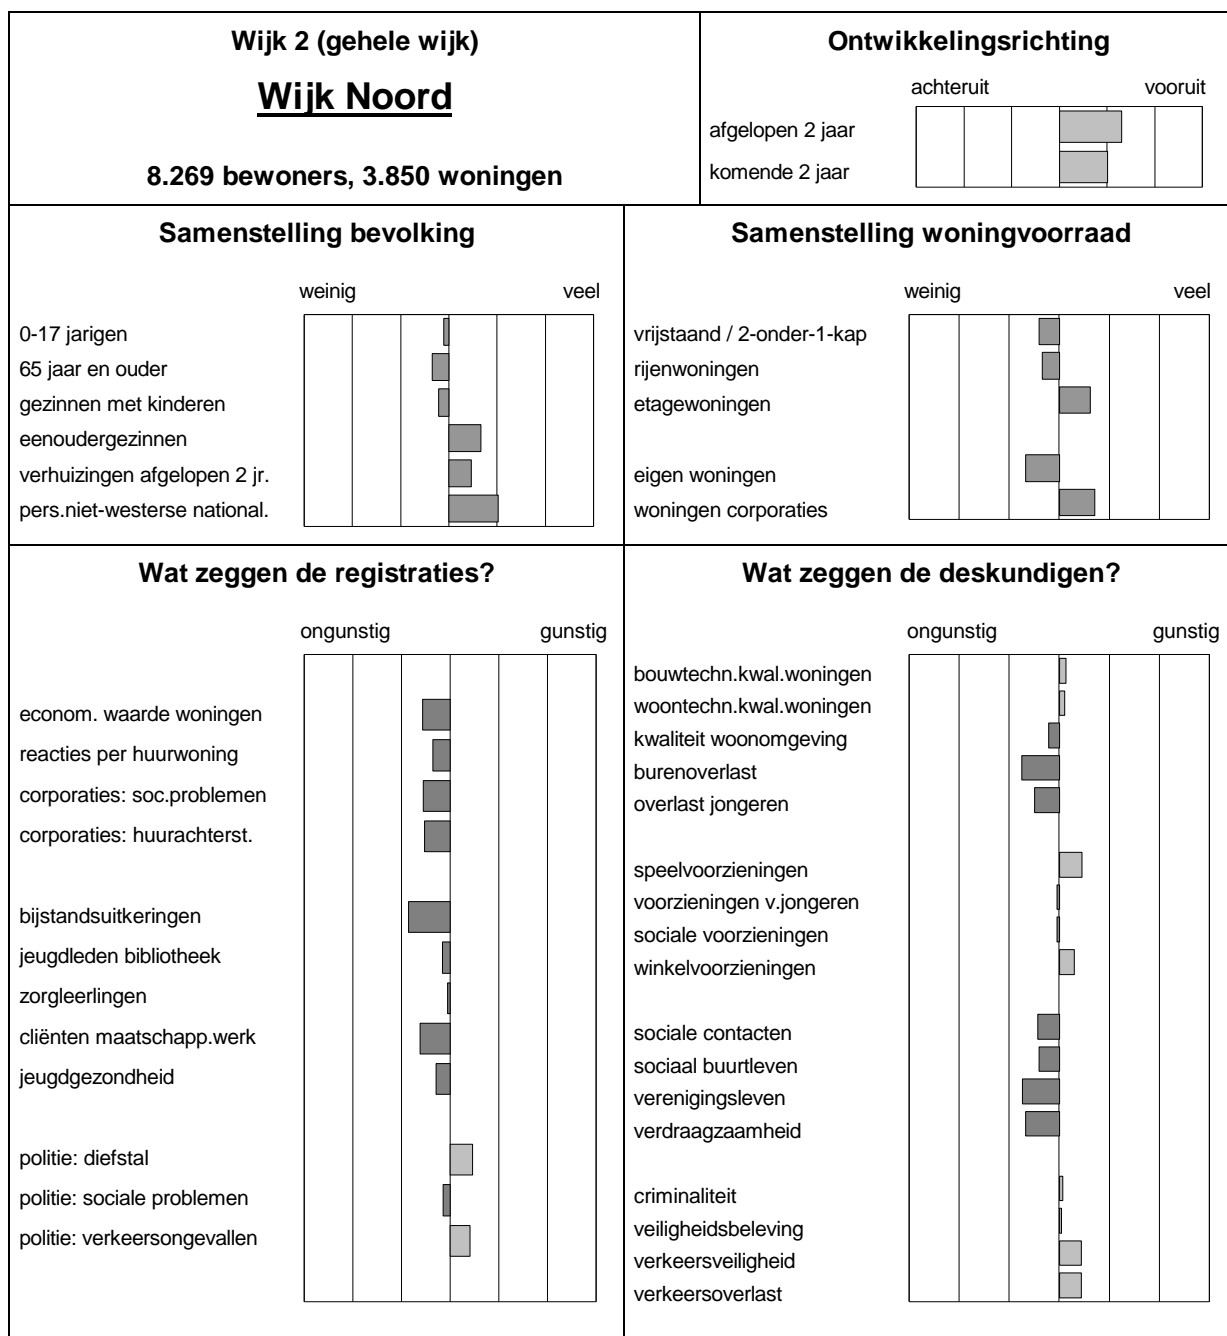 Wijk 2 (gehele wijk)
Wijk Noord
8.269 bewoners, 3.850 woningen
Ontwikkelingsrichting
achteruit vooruit
afgelopen 2 jaar
komende 2 jaar
Samenstelling bevolking
weinig veel
0-17 jarigen
65 jaar en ouder
gezinnen met kinderen
eenoudergezinnen
verhuizingen afgelopen 2 jr.
pers.niet-westerse national.
Samenstelling woningvoorraad
weinig veel
vrijstaand / 2-onder-1-kap
rijenwoningen
etagewoningen
eigen woningen
woningen corporaties
Wat zeggen de registraties?
ongunstig gunstig
econom. waarde woningen
reacties per huurwoning
corporaties: soc.problemen
corporaties: huurachterst.
bijstandsuitkeringen
jeugdleden bibliotheek
zorgleerlingen
cliënten maatschapp.werk
jeugdgezondheid
politie: diefstal
politie: sociale problemen
politie: verkeersongevallen
Wat zeggen de deskundigen?
ongunstig gunstig
bouwtechn.kwal.woningen
woontechn.kwal.woningen
kwaliteit woonomgeving
burenoverlast
overlast jongeren
speelvoorzieningen
voorzieningen v.jongeren
sociale voorzieningen
winkelvoorzieningen
sociale contacten
sociaal buurtleven
verenigingsleven
verdraagzaamheid
criminaliteit
veiligheidsbeleving
verkeersveiligheid
verkeersoverlast